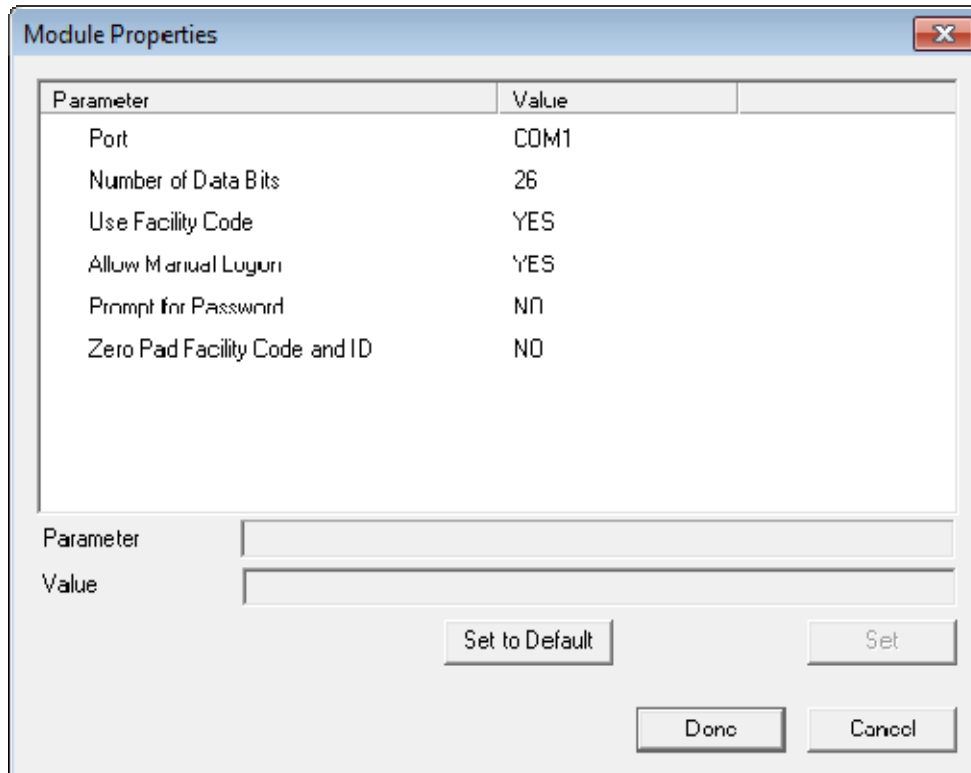 Module Properties
Parameter Value
Port COM1
Number of Data Bits 26
Use Facility Code YES
Allow Manual Logon YES
Prompt for Password NO
Zero Pad Facility Code and ID NO
Parameter
Value
Set to Default Set
Done Cancel